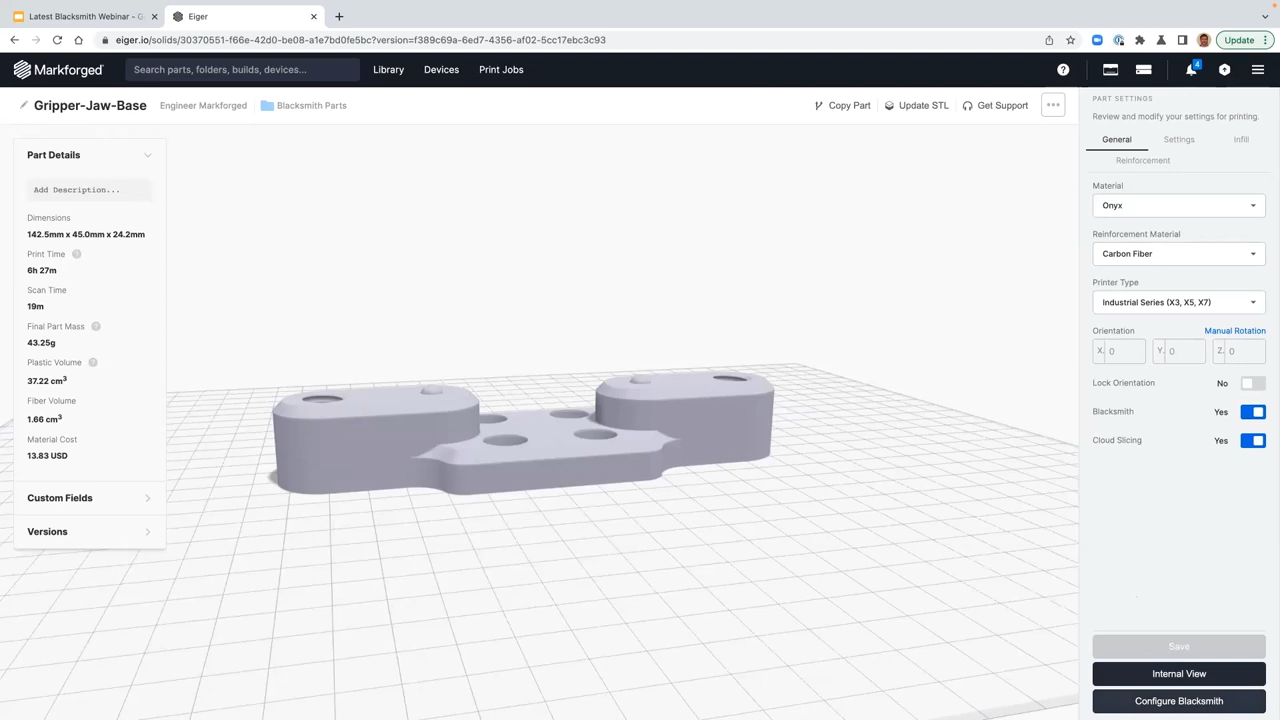 Latest Blacksmith Webinar - G
Eiger
eiger.io/solids/30370551-f66e-42d0-be08-a1e7bd0fe5bc?version=f389c69a-6ed7-4356-af02-5cc17ebc3c93
Update
Markforged
Search parts, folders, builds, devices...
Library
Devices
Print Jobs
4
Gripper-Jaw-Base
Engineer Markforged
Blacksmith Parts
Copy Part
Update STL
Get Support
Part Details
Add Description...
Dimensions
142.5mm x 45.0mm x 24.2mm
Print Time
6h 27m
Scan Time
19m
Final Part Mass
43.25g
Plastic Volume
37.22 cm³
Fiber Volume
1.66 cm³
Material Cost
13.83 USD
Custom Fields
Versions
PART SETTINGS
Review and modify your settings for printing.
General Settings Infill
Reinforcement
Material
Onyx
Reinforcement Material
Carbon Fiber
Printer Type
Industrial Series (X3, X5, X7)
Orientation Manual Rotation
X. 0 Y. 0 Z. 0
Lock Orientation No
Blacksmith Yes
Cloud Slicing Yes
Save
Internal View
Configure Blacksmith